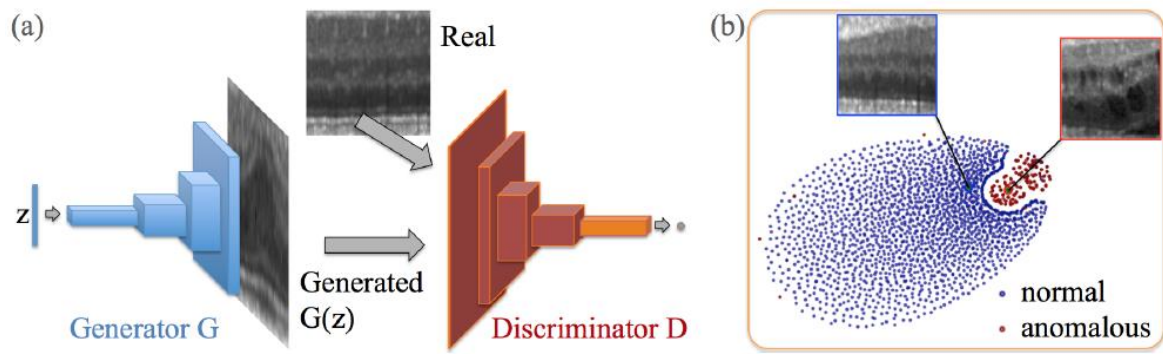 (a)
Real
z
Generated
G(z)
Generator G
Discriminator D
(b)
normal
anomalous